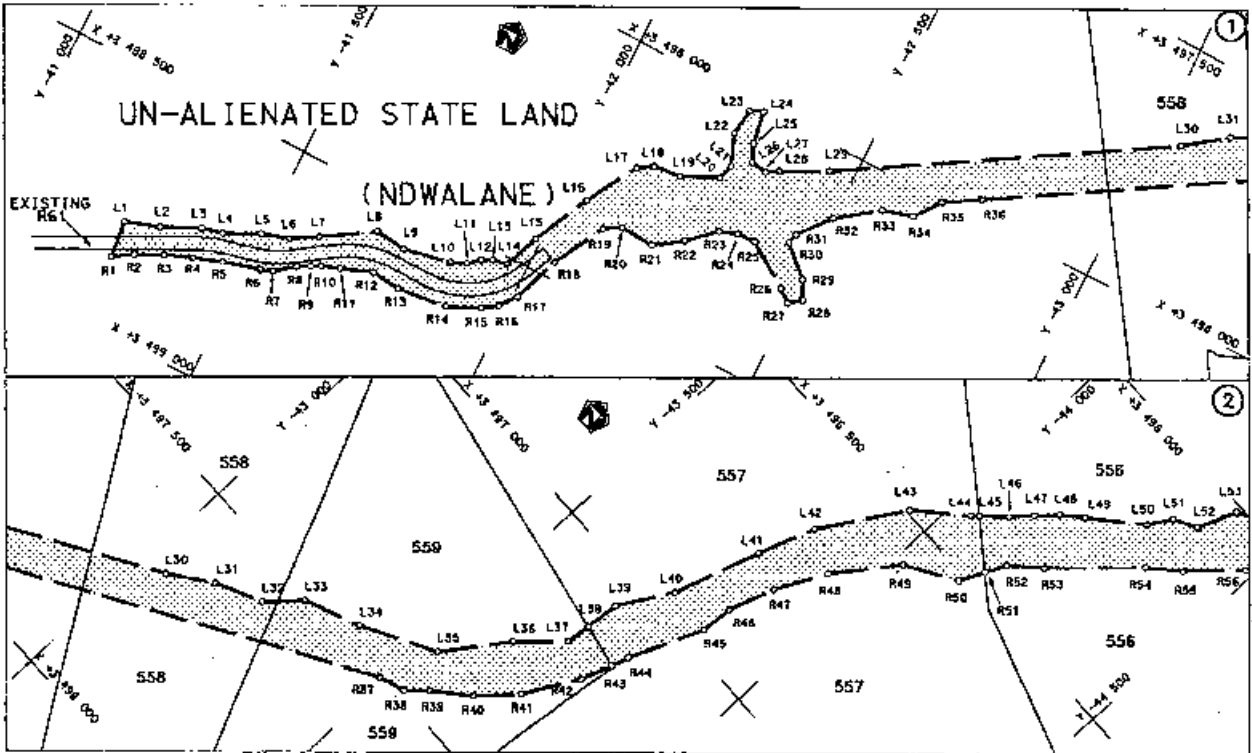 1
Y -41 000
X +3 498 500
Y -41 500
Y -42 000
X +3 498 000
Y -42 500
X +3 497 500
N
UN-ALIENATED STATE LAND
(NDWALANE)
558
EXISTING
R61
L1 L2 L3 L4 L5 L6 L7 L8 L9 L10 L11 L12 L13 L14 L15 L16 L17 L18 L19 L20 L21 L22 L23 L24 L25 L26 L27 L28 L29 L30 L31
R1 R2 R3 R4 R5 R6 R7 R8 R9 R10 R11 R12 R13 R14 R15 R16 R17 R18 R19 R20 R21 R22 R23 R24 R25 R26 R27 R28 R29 R30 R31 R32 R33 R34 R35 R36
X +3 499 000
Y -43 000
X +3 498 000
2
X +3 497 500
Y -43 000
X +3 497 000
Y -43 500
X +3 496 500
Y -44 000
X +3 496 000
N
558
559
557
556
L30 L31 L32 L33 L34 L35 L36 L37 L38 L39 L40 L41 L42 L43 L44 L45 L46 L47 L48 L49 L50 L51 L52 L53
R37 R38 R39 R40 R41 R42 R43 R44 R45 R46 R47 R48 R49 R50 R51 R52 R53 R54 R55 R56
558
559
557
556
X +3 498 000
Y -44 500